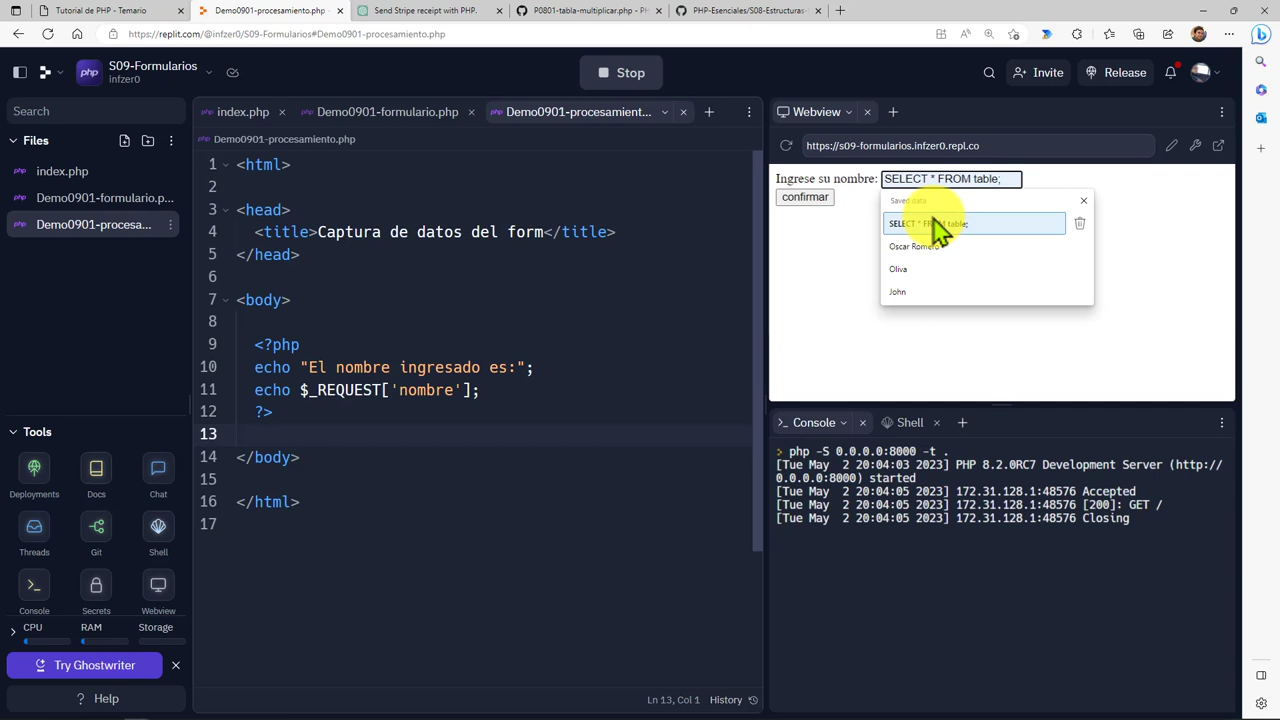 Tutorial de PHP - Temario
Demo0901-procesamiento.php -
Send Stripe receipt with PHP.
P0801-tabla-multiplicar.php - PHP-
PHP-Esenciales/S08-Estructuras-
https://replit.com/@infzer0/S09-Formularios#Demo0901-procesamiento.php
php
S09-Formularios
infzer0
Stop
Invite
Release
Search
Files
index.php
Demo0901-formulario.p...
Demo0901-procesa...
Tools
Deployments
Docs
Chat
Threads
Git
Shell
Console
Secrets
Webview
CPU
RAM
Storage
Try Ghostwriter
Help
index.php
Demo0901-formulario.php
Demo0901-procesamient...
Demo0901-procesamiento.php
1 <html>
2
3 <head>
4 <title>Captura de datos del form</title>
5 </head>
6
7 <body>
8
9 <?php
10 echo "El nombre ingresado es:";
11 echo $_REQUEST['nombre'];
12 ?>
13
14 </body>
15
16 </html>
17
Ln 13, Col 1
History
Webview
https://s09-formularios.infzer0.repl.co
Ingrese su nombre: SELECT * FROM table;
confirmar
Saved data
SELECT * FROM table;
Oscar Romero
Oliva
John
Console
Shell
php -S 0.0.0.0:8000 -t .
[Tue May 2 20:04:03 2023] PHP 8.2.0RC7 Development Server (http://
0.0.0.0:8000) started
[Tue May 2 20:04:05 2023] 172.31.128.1:48576 Accepted
[Tue May 2 20:04:05 2023] 172.31.128.1:48576 [200]: GET /
[Tue May 2 20:04:05 2023] 172.31.128.1:48576 Closing